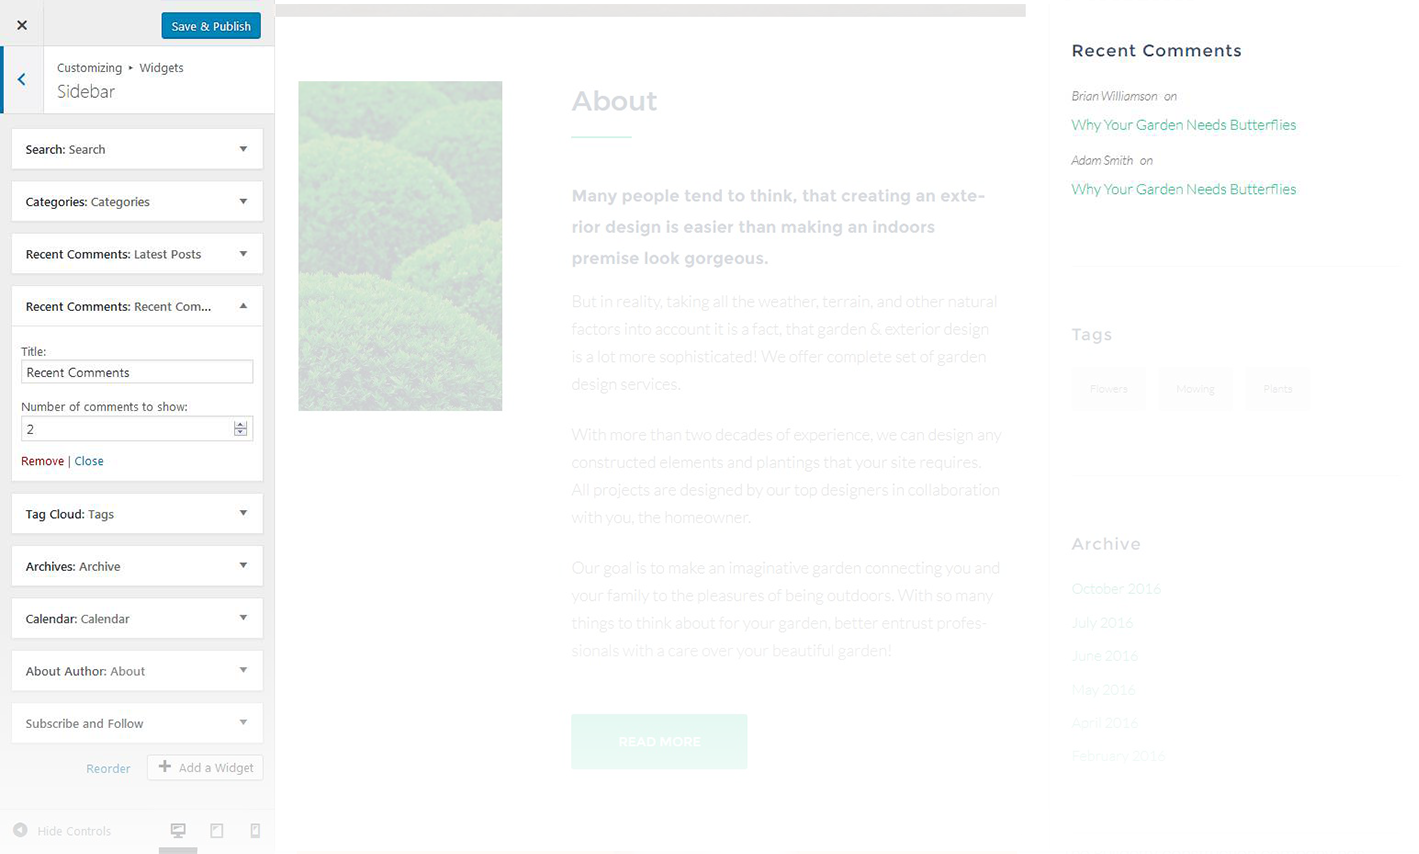 Save & Publish
Customizing ▸ Widgets
Sidebar
Search: Search
Categories: Categories
Recent Comments: Latest Posts
Recent Comments: Recent Com...
Title:
Recent Comments
Number of comments to show:
2
Remove | Close
Tag Cloud: Tags
Archives: Archive
Calendar: Calendar
About Author: About
Subscribe and Follow
Reorder
Add a Widget
Hide Controls
About
Many people tend to think, that creating an exte-
rior design is easier than making an indoors
premise look gorgeous.
But in reality, taking all the weather, terrain, and other natural
factors into account it is a fact, that garden & exterior design
is a lot more sophisticated! We offer complete set of garden
design services.
With more than two decades of experience, we can design any
constructed elements and plantings that your site requires.
All projects are designed by our top designers in collaboration
with you, the homeowner.
Our goal is to make an imaginative garden connecting you and
your family to the pleasures of being outdoors. With so many
things to think about for your garden, better entrust profes-
sionals with a care over your beautiful garden!
READ MORE
Recent Comments
Brian Williamson on
Why Your Garden Needs Butterflies
Adam Smith on
Why Your Garden Needs Butterflies
Tags
Flowers
Mowing
Plants
Archive
October 2016
July 2016
June 2016
May 2016
April 2016
February 2016